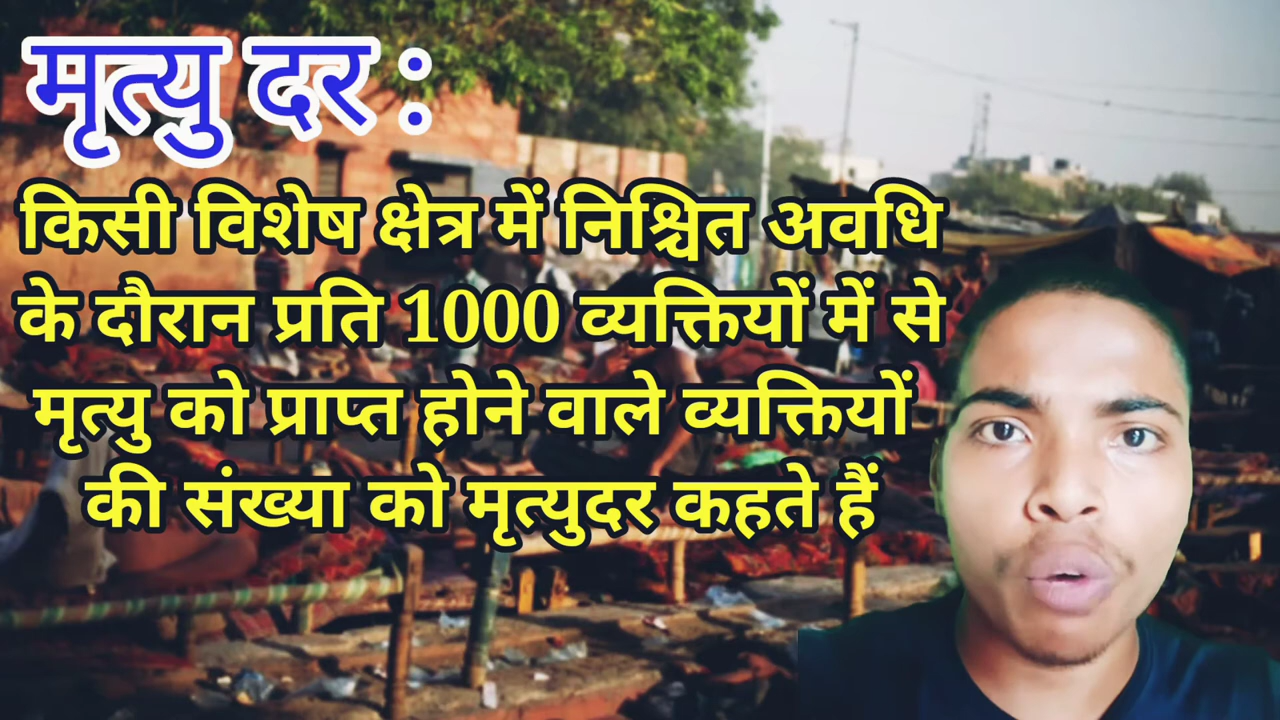 मृत्यु दर :
किसी विशेष क्षेत्र में निश्चित अवधि
के दौरान प्रति 1000 व्यक्तियों में से
मृत्यु को प्राप्त होने वाले व्यक्तियों
की संख्या को मृत्युदर कहते हैं